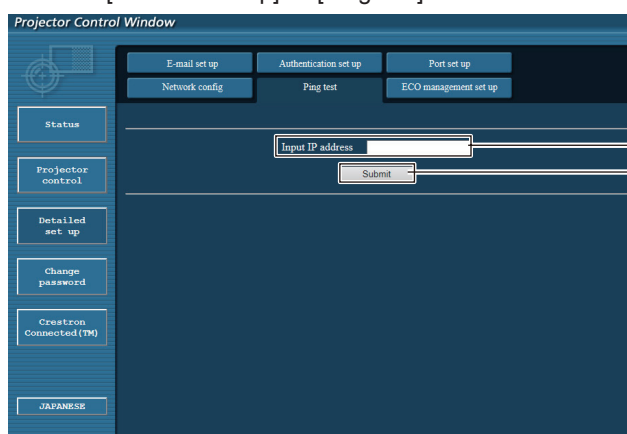 Projector Control Window
E-mail set up
Authentication set up
Port set up
Network config
Ping test
ECO management set up
Status
Projector
control
Detailed
set up
Change
password
Crestron
Connected(TM)
JAPANESE
Input IP address
Submit